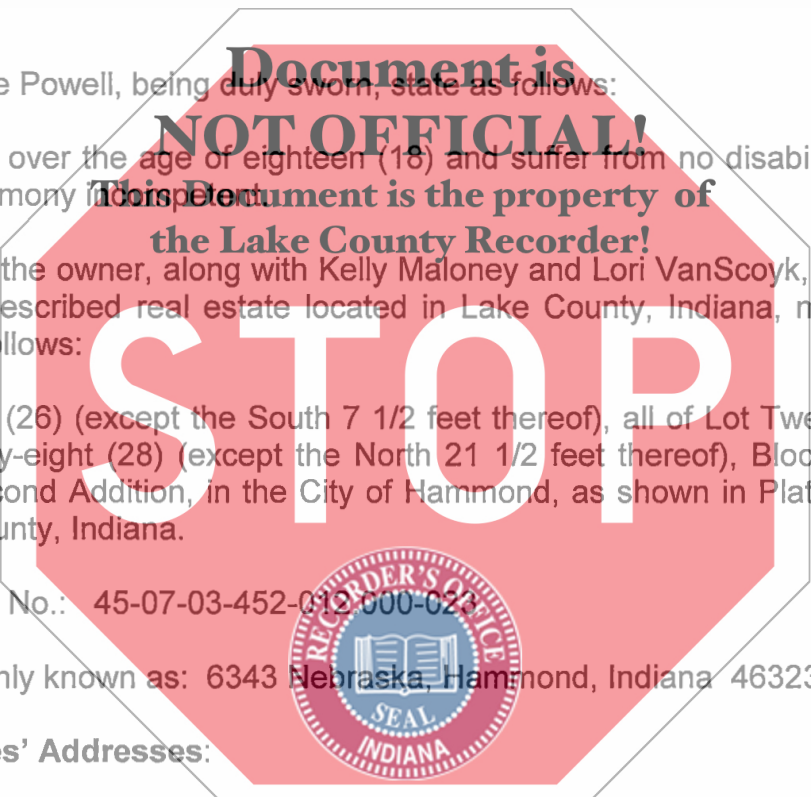 e Powell, being duly sworn, state as follows:
Document is
NOT OFFICIAL!
over the age of eighteen (18) and suffer from no disabi
mony incompetent.
This Document is the property of
the Lake County Recorder!
the owner, along with Kelly Maloney and Lori VanScoyk,
escribed real estate located in Lake County, Indiana, m
llows:
STOP
(26) (except the South 7 1/2 feet thereof), all of Lot Twe
y-eight (28) (except the North 21 1/2 feet thereof), Bloc
ond Addition, in the City of Hammond, as shown in Plat
unty, Indiana.
No.: 45-07-03-452-012.000-023
nly known as: 6343 Nebraska, Hammond, Indiana 46323
RECORDER'S OFFICE
SEAL
INDIANA
es' Addresses: